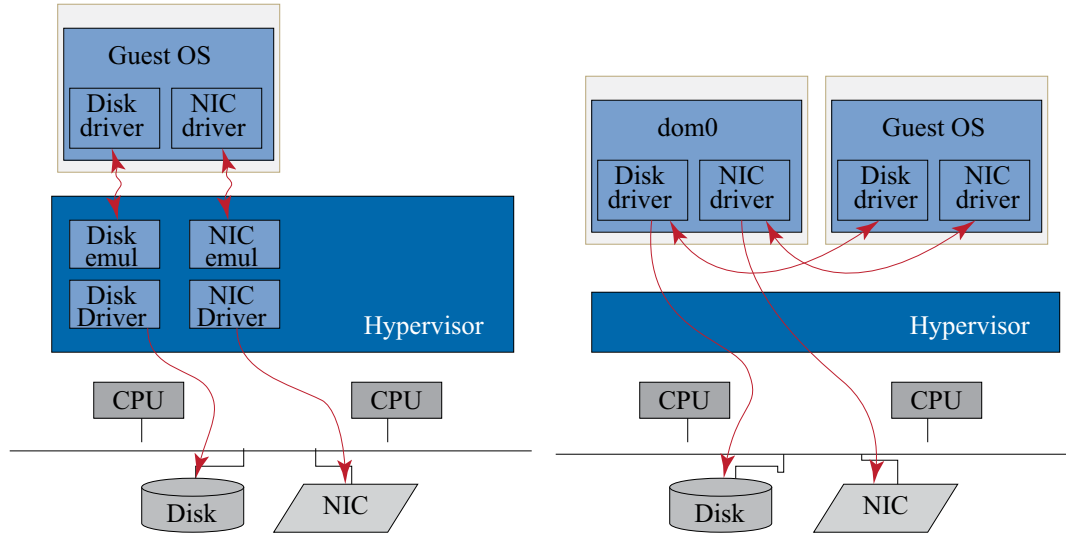 Guest OS
Disk
driver
NIC
driver
Disk
emul
NIC
emul
Disk
Driver
NIC
Driver
Hypervisor
CPU
CPU
Disk
NIC
dom0
Disk
driver
NIC
driver
Guest OS
Disk
driver
NIC
driver
Hypervisor
CPU
CPU
Disk
NIC